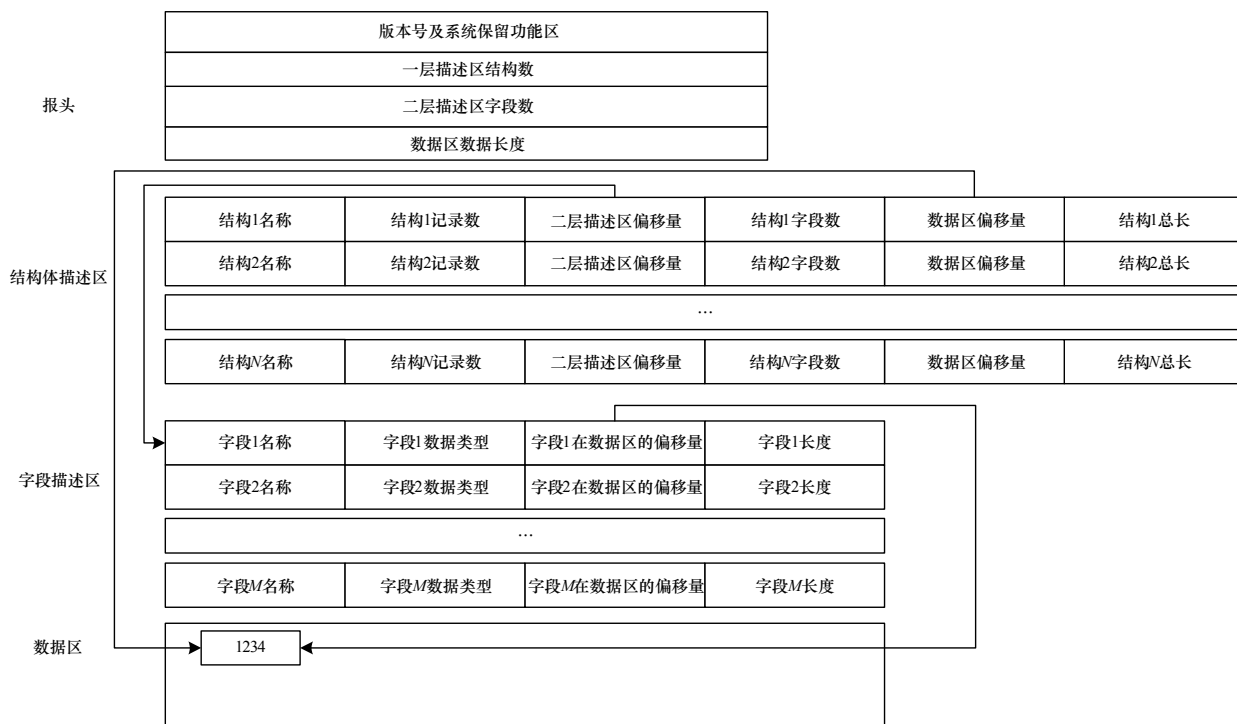 版本号及系统保留功能区
一层描述区结构数
报头
二层描述区字段数
数据区数据长度
结构1名称 结构1记录数 二层描述区偏移量 结构1字段数 数据区偏移量 结构1总长
结构2名称 结构2记录数 二层描述区偏移量 结构2字段数 数据区偏移量 结构2总长
结构体描述区
…
结构N名称 结构N记录数 二层描述区偏移量 结构N字段数 数据区偏移量 结构N总长
字段1名称 字段1数据类型 字段1在数据区的偏移量 字段1长度
字段描述区
字段2名称 字段2数据类型 字段2在数据区的偏移量 字段2长度
…
字段M名称 字段M数据类型 字段M在数据区的偏移量 字段M长度
数据区
1234